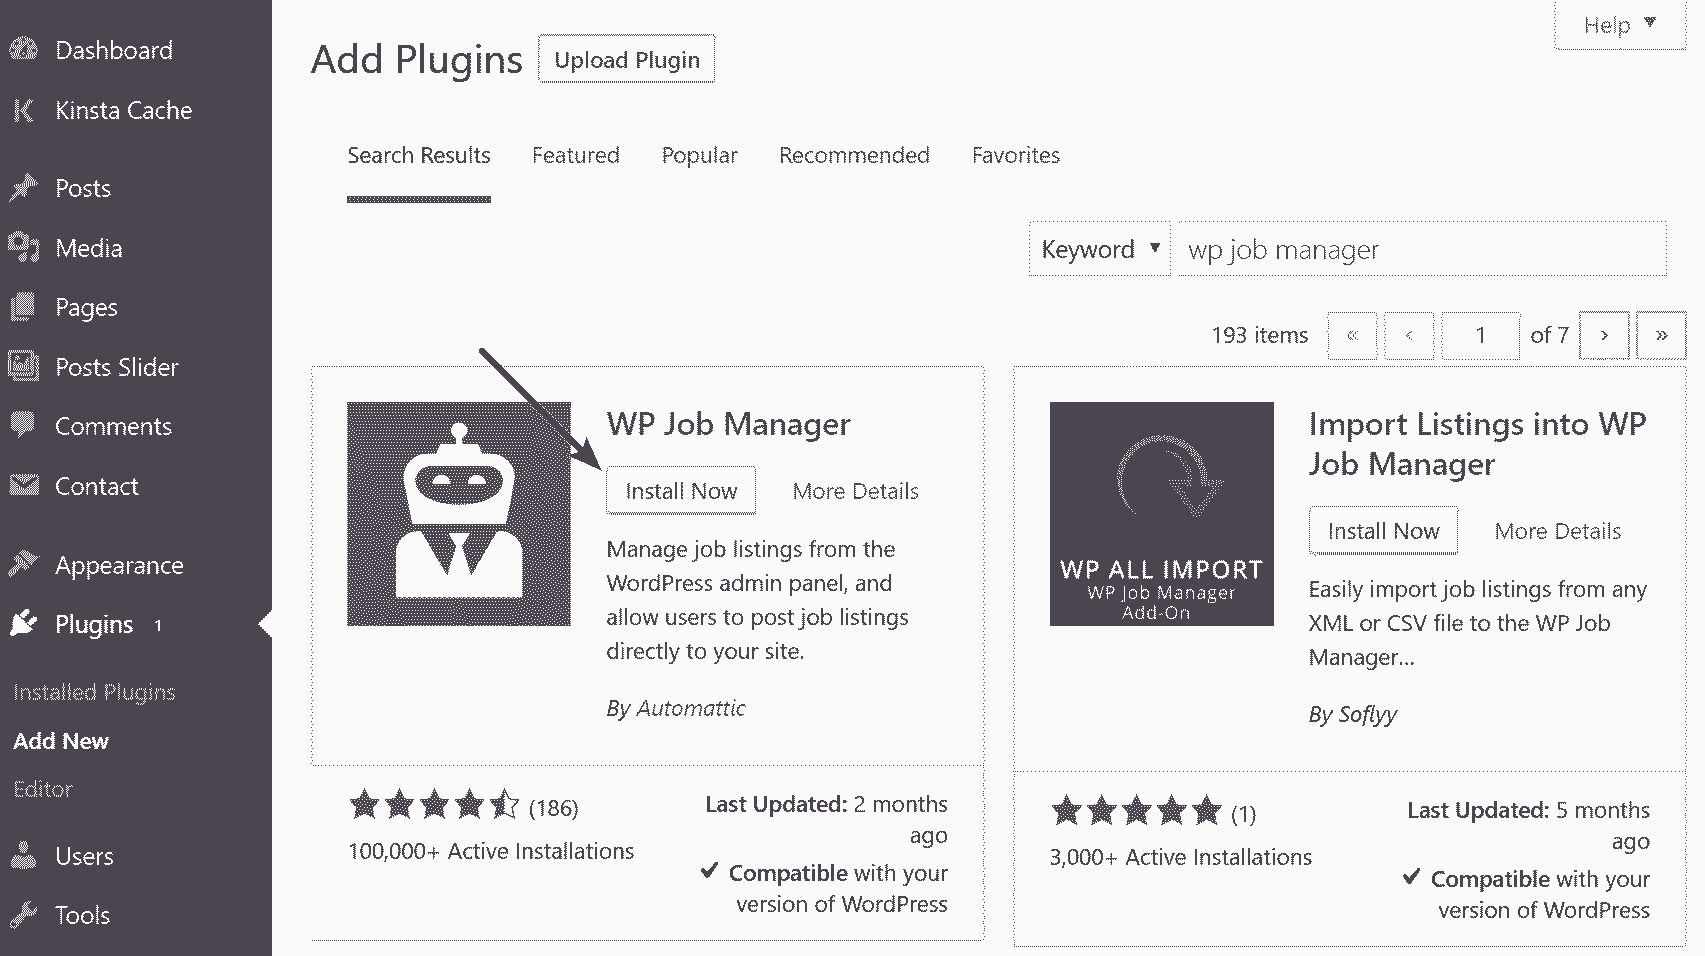 Dashboard
Kinsta Cache
Posts
Media
Pages
Posts Slider
Comments
Contact
Appearance
Plugins 1
Installed Plugins
Add New
Editor
Users
Tools
Help
Add Plugins Upload Plugin
Search Results Featured Popular Recommended Favorites
Keyword wp job manager
193 items « ‹ 1 of 7 › »
WP Job Manager
Install Now More Details
Manage job listings from the
WordPress admin panel, and
allow users to post job listings
directly to your site.
By Automattic
(186)
100,000+ Active Installations
Last Updated: 2 months
ago
Compatible with your
version of WordPress
WP ALL IMPORT
WP Job Manager
Add-On
Import Listings into WP
Job Manager
Install Now More Details
Easily import job listings from any
XML or CSV file to the WP Job
Manager...
By Soflyy
(1)
3,000+ Active Installations
Last Updated: 5 months
ago
Compatible with your
version of WordPress